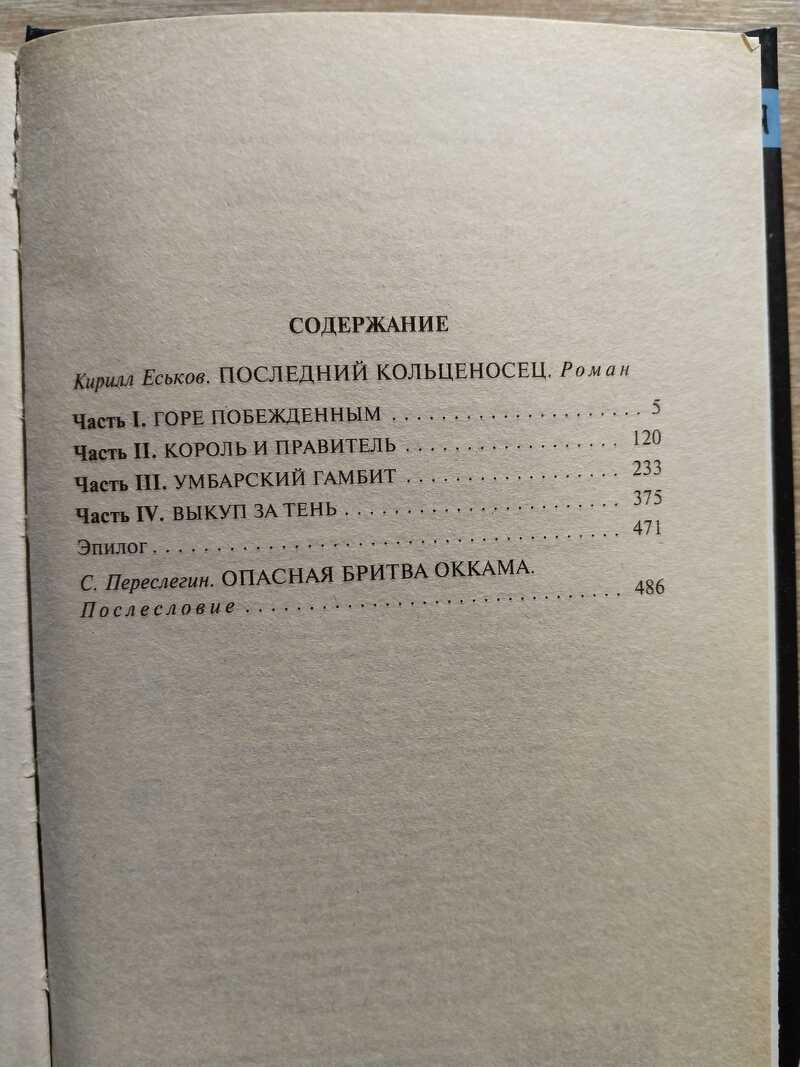 СОДЕРЖАНИЕ
Кирилл Еськов. ПОСЛЕДНИЙ КОЛЬЦЕНОСЕЦ. Роман
Часть I. ГОРЕ ПОБЕЖДЕННЫМ . . . . . . . . . . . . . . . . . . . . . 5
Часть II. КОРОЛЬ И ПРАВИТЕЛЬ . . . . . . . . . . . . . . . . . . 120
Часть III. УМБАРСКИЙ ГАМБИТ . . . . . . . . . . . . . . . . . . 233
Часть IV. ВЫКУП ЗА ТЕНЬ . . . . . . . . . . . . . . . . . . . . . . . 375
Эпилог . . . . . . . . . . . . . . . . . . . . . . . . . . . . . . . . . . . . . . 471
С. Переслегин. ОПАСНАЯ БРИТВА ОККАМА.
Послесловие . . . . . . . . . . . . . . . . . . . . . . . . . . . . . . . 486